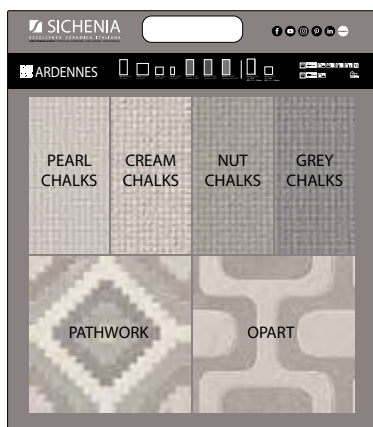 SICHENIA
ECCELLENZA CERAMICA ITALIANA
ARDENNES
PEARL
CHALKS
CREAM
CHALKS
NUT
CHALKS
GREY
CHALKS
PATHWORK
OPART